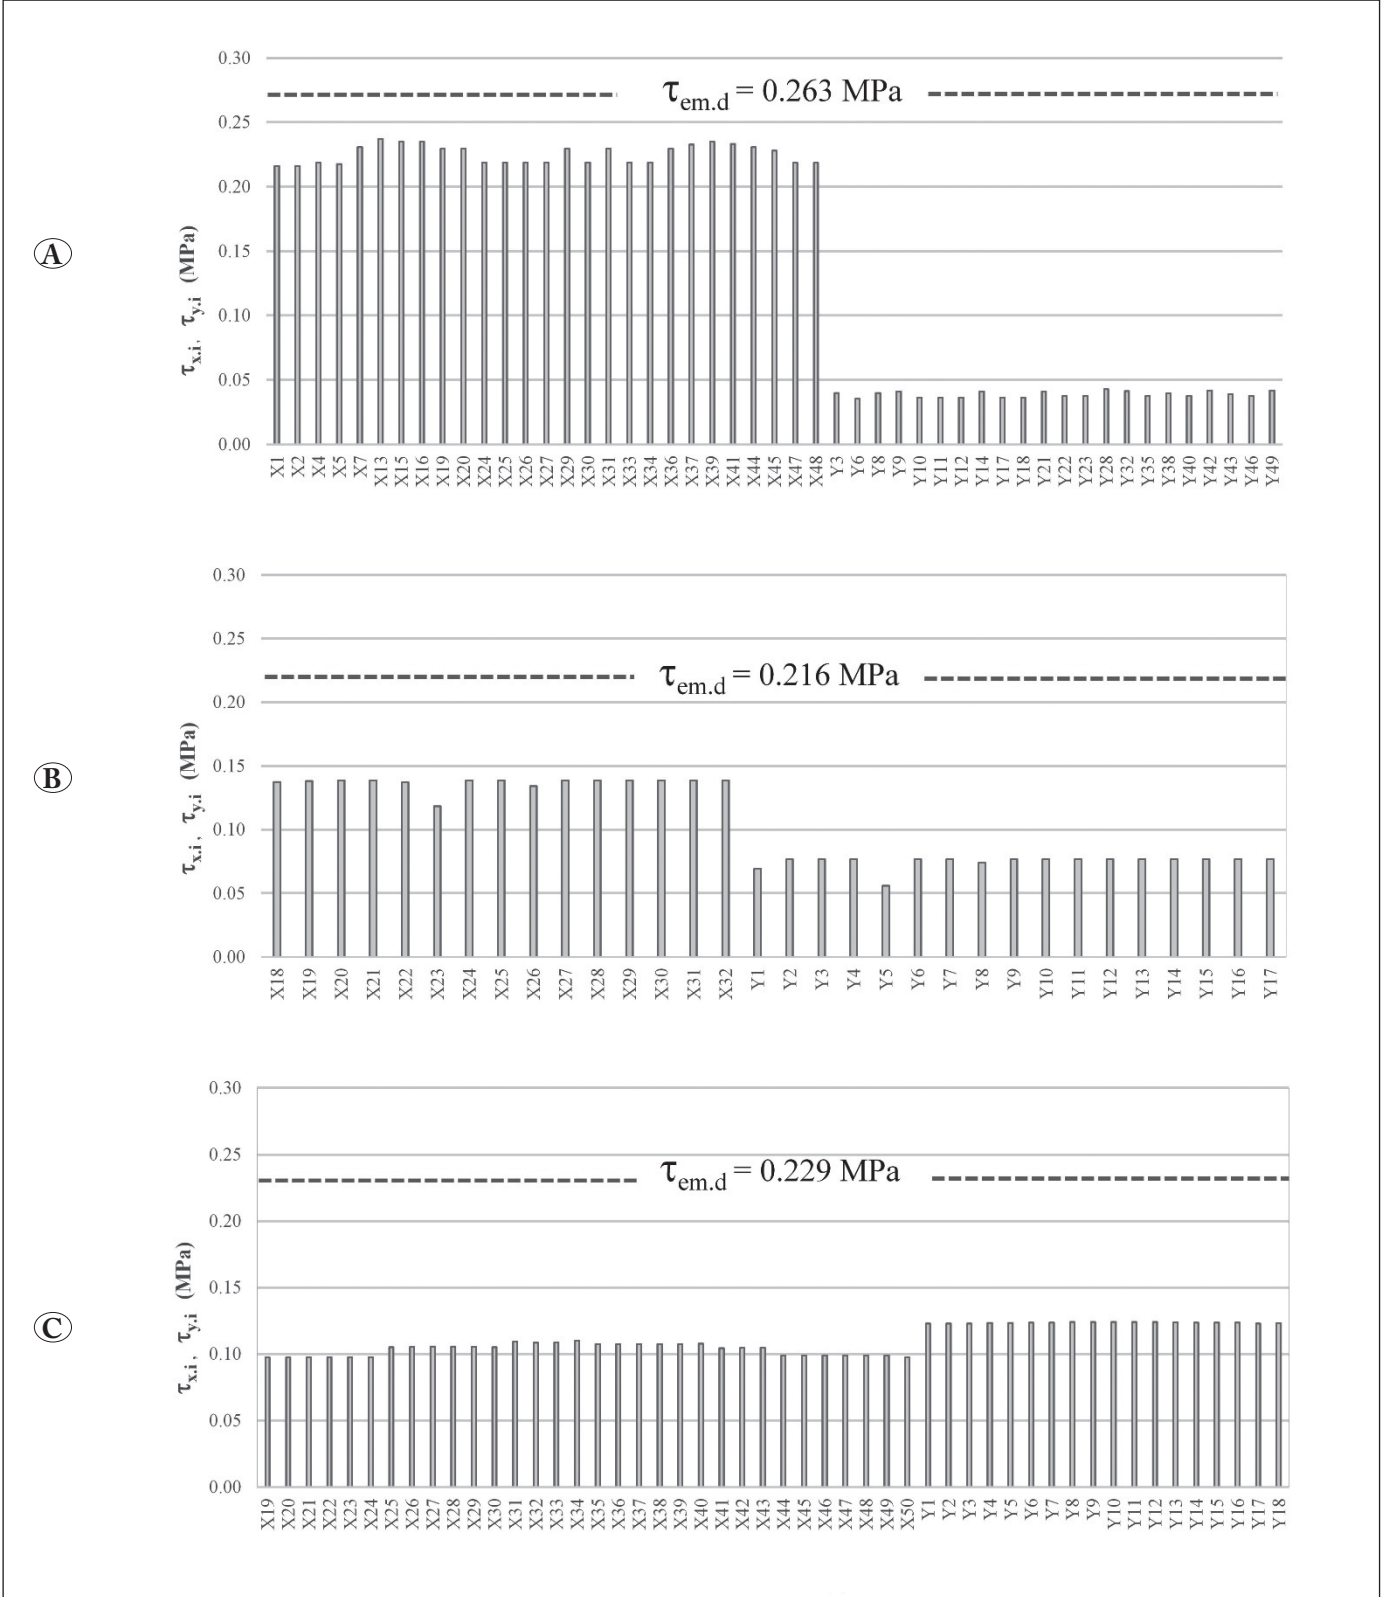 A
0.30
0.25
0.20
0.15
0.10
0.05
0.00
τx.i, τy.i (MPa)
τem.d = 0.263 MPa
X1 X2 X4 X5 X7 X13 X15 X16 X19 X20 X24 X25 X26 X27 X29 X30 X31 X33 X34 X36 X37 X39 X41 X44 X45 X47 X48 Y3 Y6 Y8 Y9 Y10 Y11 Y12 Y14 Y17 Y18 Y21 Y22 Y23 Y28 Y32 Y35 Y38 Y40 Y42 Y43 Y46 Y49
B
0.30
0.25
0.20
0.15
0.10
0.05
0.00
τx.i, τy.i (MPa)
τem.d = 0.216 MPa
X18 X19 X20 X21 X22 X23 X24 X25 X26 X27 X28 X29 X30 X31 X32 Y1 Y2 Y3 Y4 Y5 Y6 Y7 Y8 Y9 Y10 Y11 Y12 Y13 Y14 Y15 Y16 Y17
C
0.30
0.25
0.20
0.15
0.10
0.05
0.00
τx.i, τy.i (MPa)
τem.d = 0.229 MPa
X19 X20 X21 X22 X23 X24 X25 X26 X27 X28 X29 X30 X31 X32 X33 X34 X35 X36 X37 X38 X39 X40 X41 X42 X43 X44 X45 X46 X47 X48 X49 X50 Y1 Y2 Y3 Y4 Y5 Y6 Y7 Y8 Y9 Y10 Y11 Y12 Y13 Y14 Y15 Y16 Y17 Y18